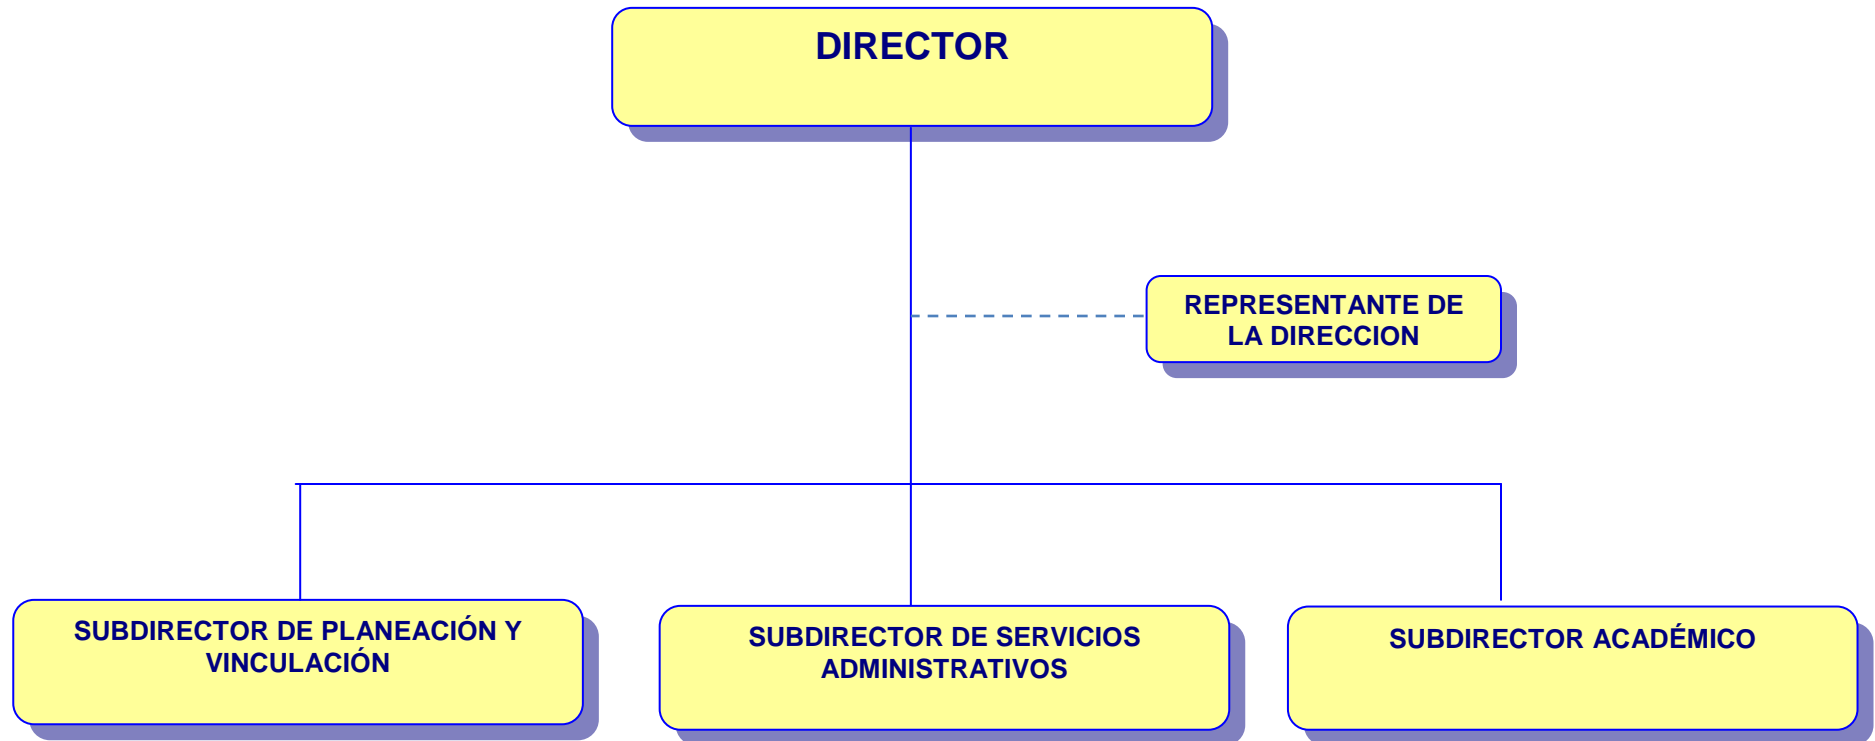 DIRECTOR
REPRESENTANTE DE
LA DIRECCION
SUBDIRECTOR DE PLANEACIÓN Y
VINCULACIÓN
SUBDIRECTOR DE SERVICIOS
ADMINISTRATIVOS
SUBDIRECTOR ACADÉMICO